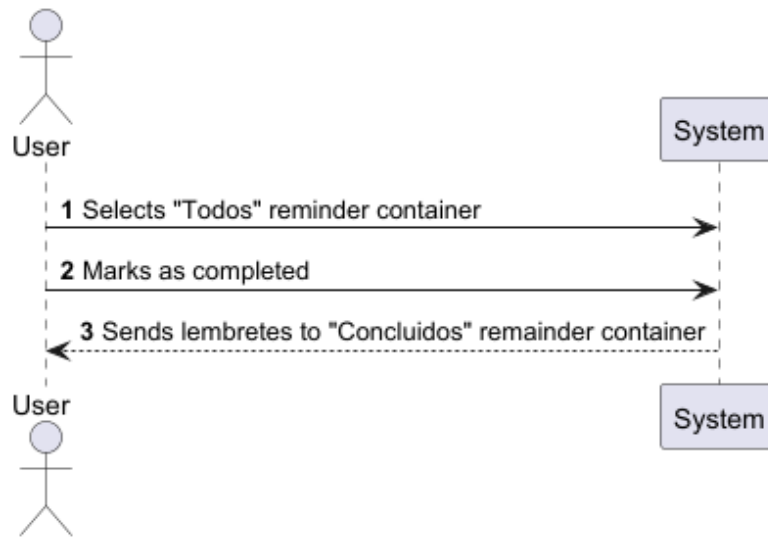 User
System
1 Selects "Todos" reminder container
2 Marks as completed
3 Sends lembretes to "Concluidos" remainder container
User
System